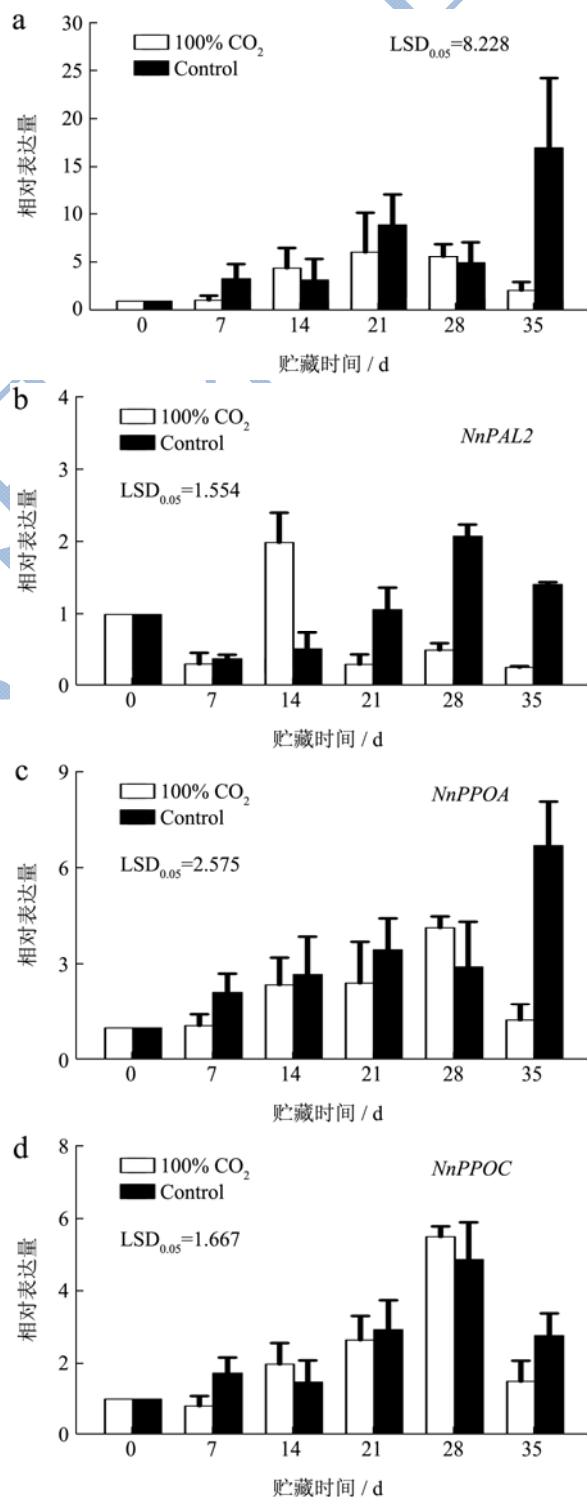 a
30
100% CO₂
LSD₀.₀₅=8.228
Control
25
20
15
10
5
0
相对表达量
0 7 14 21 28 35
贮藏时间 / d
b
4
100% CO₂
Control
NnPAL2
3
LSD₀.₀₅=1.554
2
1
0
相对表达量
0 7 14 21 28 35
贮藏时间 / d
c
9
100% CO₂
Control
NnPPOA
LSD₀.₀₅=2.575
6
3
0
相对表达量
0 7 14 21 28 35
贮藏时间 / d
d
8
100% CO₂
Control
NnPPOC
6
LSD₀.₀₅=1.667
4
2
0
相对表达量
0 7 14 21 28 35
贮藏时间 / d